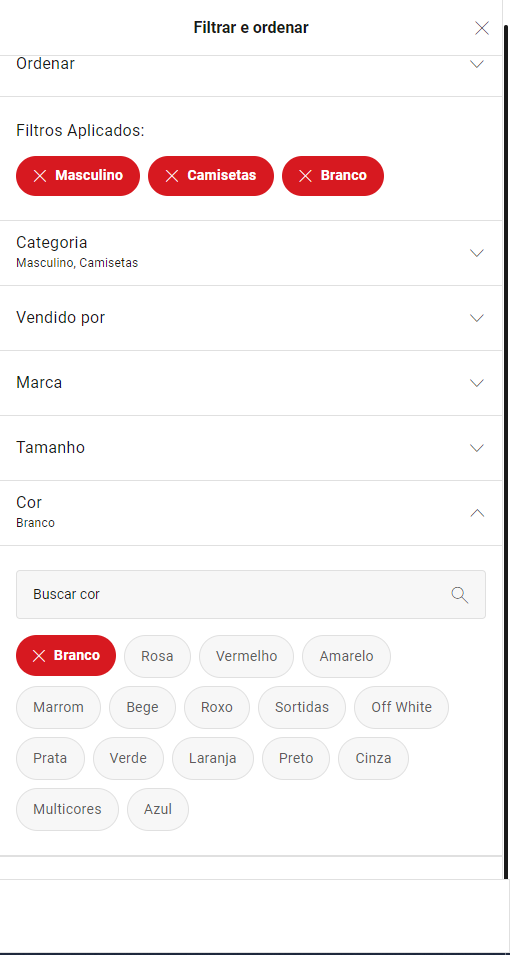 Filtrar e ordenar
Ordenar
Filtros Aplicados:
Masculino Camisetas Branco
Categoria
Masculino, Camisetas
Vendido por
Marca
Tamanho
Cor
Branco
Buscar cor
Branco Rosa Vermelho Amarelo
Marrom Bege Roxo Sortidas Off White
Prata Verde Laranja Preto Cinza
Multicores Azul